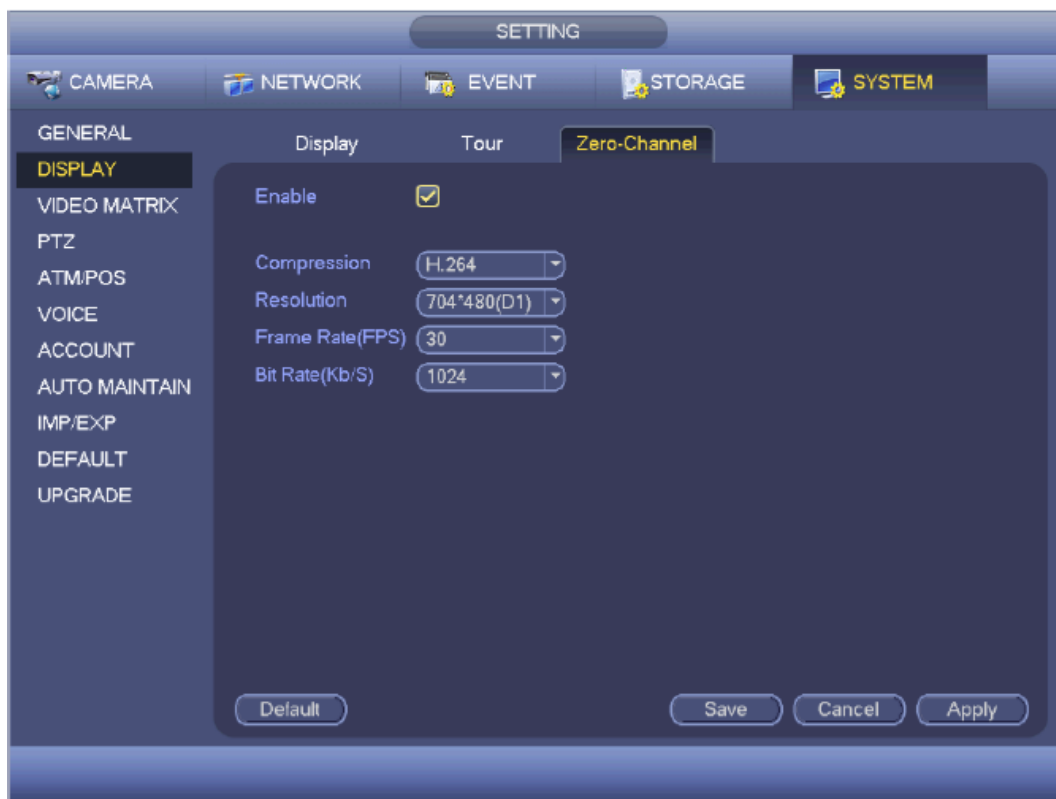 SETTING
CAMERA NETWORK EVENT STORAGE SYSTEM
GENERAL
DISPLAY
VIDEO MATRIX
PTZ
ATM/POS
VOICE
ACCOUNT
AUTO MAINTAIN
IMP/EXP
DEFAULT
UPGRADE
Display Tour Zero-Channel
Enable
Compression H.264
Resolution 704*480(D1)
Frame Rate(FPS) 30
Bit Rate(Kb/S) 1024
Default Save Cancel Apply